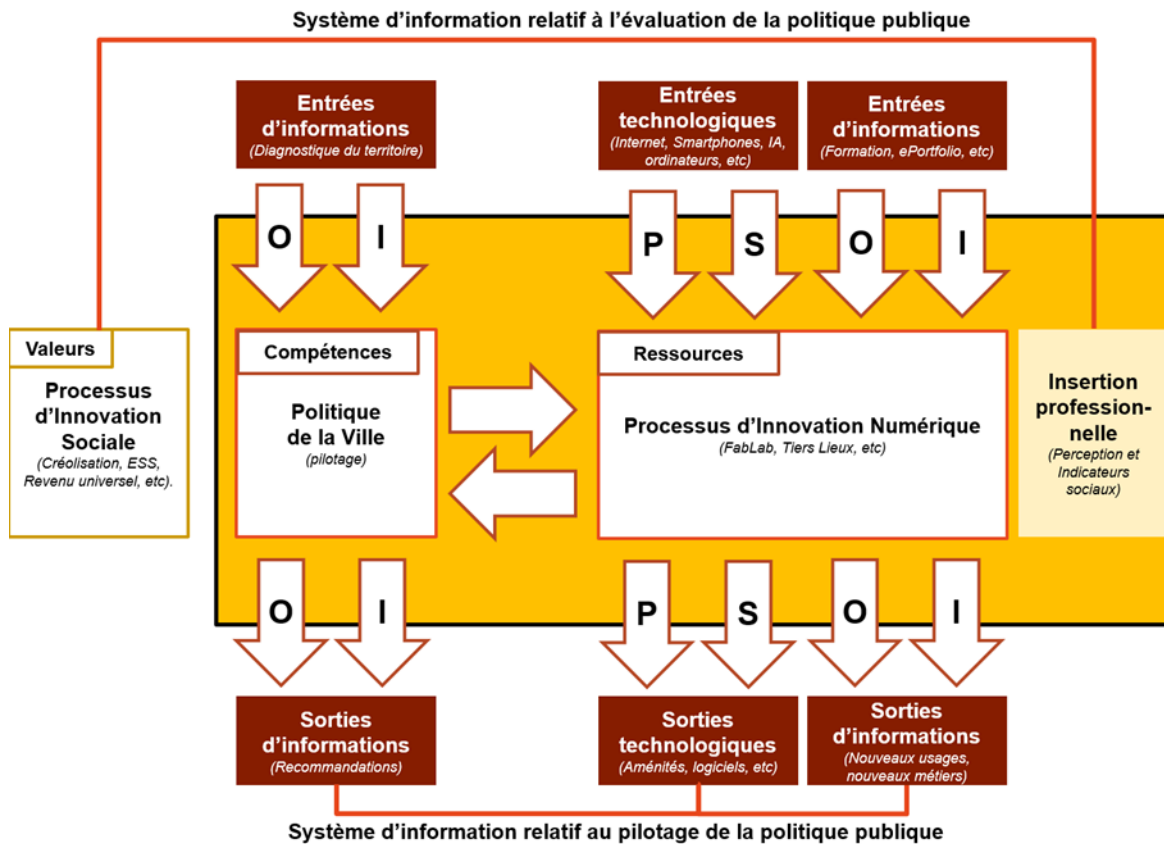 Système d’information relatif à l’évaluation de la politique publique
Entrées
d’informations
(Diagnostique du territoire)
Entrées
technologiques
(Internet, Smartphones, IA,
ordinateurs, etc)
Entrées
d’informations
(Formation, ePortfolio, etc)
O
I
P
S
O
I
Valeurs
Processus
d’Innovation
Sociale
(Créolisation, ESS,
Revenu universel, etc).
Compétences
Politique
de la Ville
(pilotage)
Ressources
Processus d’Innovation Numérique
(FabLab, Tiers Lieux, etc)
Insertion
profession-
nelle
(Perception et
Indicateurs
sociaux)
O
I
P
S
O
I
Sorties
d’informations
(Recommandations)
Sorties
technologiques
(Aménités, logiciels, etc)
Sorties
d’informations
(Nouveaux usages,
nouveaux métiers)
Système d’information relatif au pilotage de la politique publique